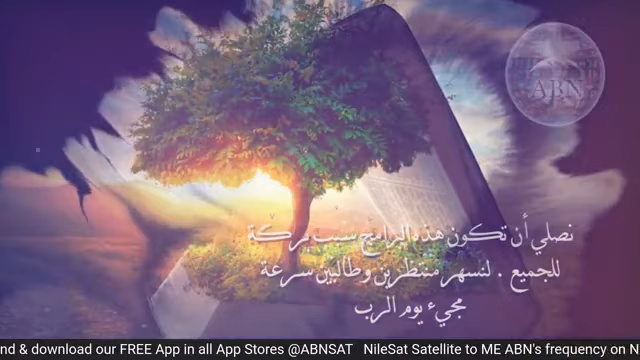 ABN
نصلي أن تكون هذه البرامج سبب بركة
للجميع . لنسهر منتظرين وطالبين سرعة
مجيء يوم الرب
nd & download our FREE App in all App Stores @ABNSAT NileSat Satellite to ME ABN's frequency on N